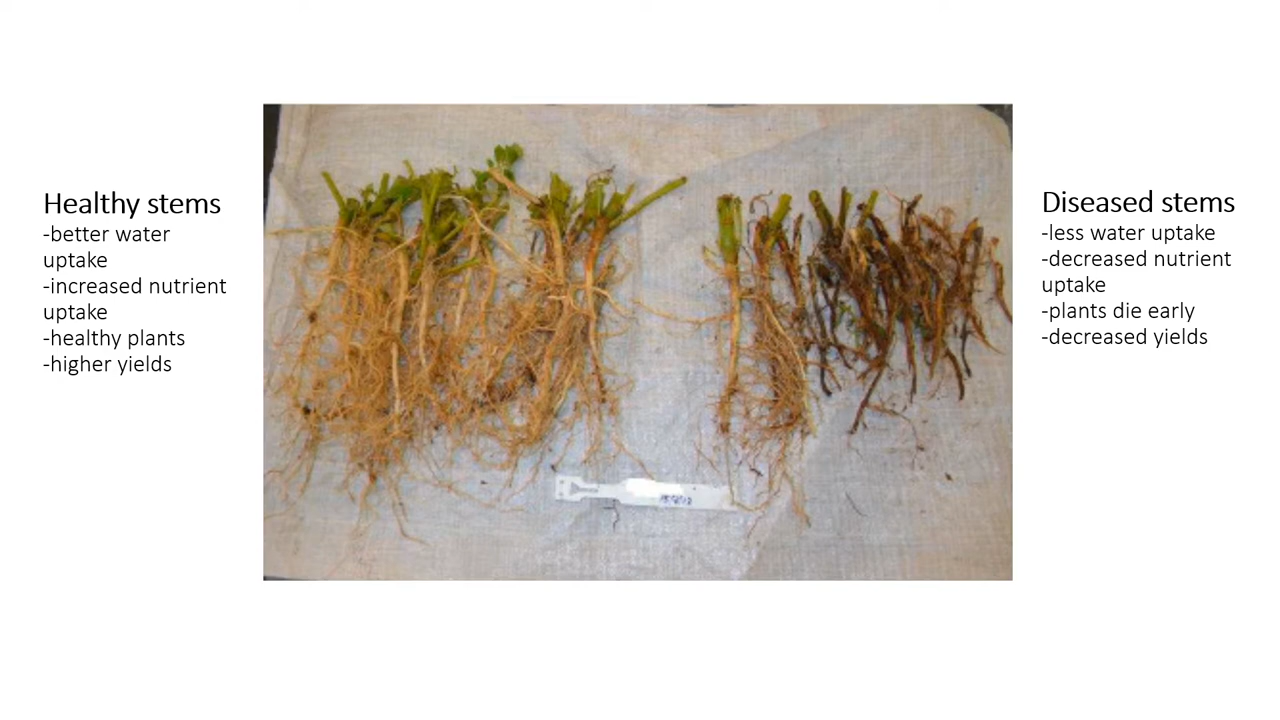 Healthy stems
-better water
uptake
-increased nutrient
uptake
-healthy plants
-higher yields
Diseased stems
-less water uptake
-decreased nutrient
uptake
-plants die early
-decreased yields